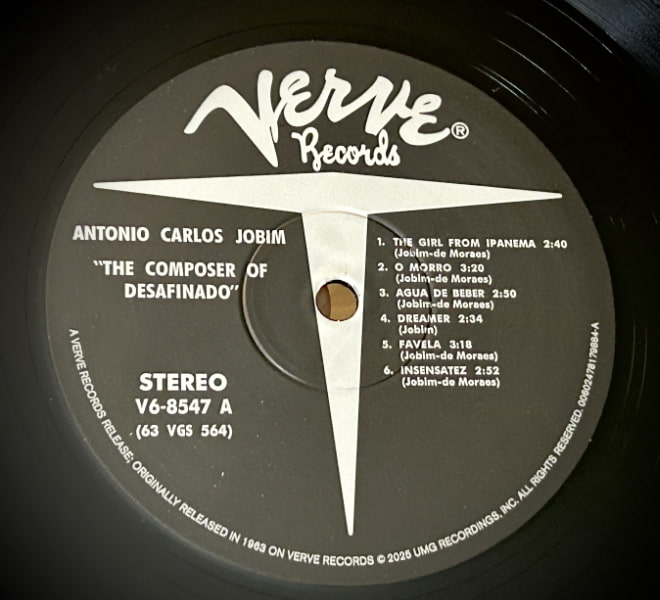 Verve®
Records
ANTONIO CARLOS JOBIM
"THE COMPOSER OF
DESAFINADO"
STEREO
V6-8547 A
(63 VGS 564)
1. THE GIRL FROM IPANEMA 2:40
(Jobim-de Moraes)
2. O MORRO 3:20
(Jobim-de Moraes)
3. AGUA DE BEBER 2:50
(Jobim-de Moraes)
4. DREAMER 2:34
(Jobim)
5. FAVELA 3:18
(Jobim-de Moraes)
6. INSENSATEZ 2:52
(Jobim-de Moraes)
A VERVE RECORDS RELEASE; ORIGINALLY RELEASED IN 1963 ON VERVE RECORDS © 2025 UMG RECORDINGS, INC. ALL RIGHTS RESERVED. 00602478179884-A